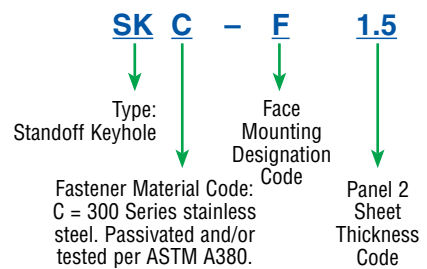 SK C – F 1.5
Type:
Standoff Keyhole
Face
Mounting
Designation
Code
Fastener Material Code:
C = 300 Series stainless
steel. Passivated and/or
tested per ASTM A380.
Panel 2
Sheet
Thickness
Code